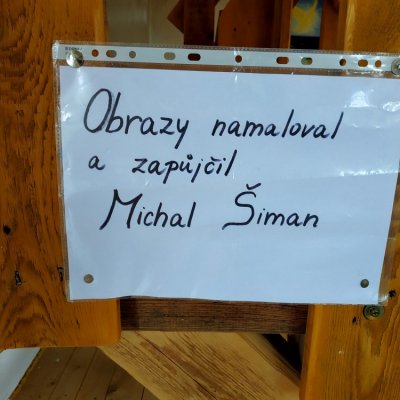 Obrazy namaloval
a zapůjčil
Michal Šiman